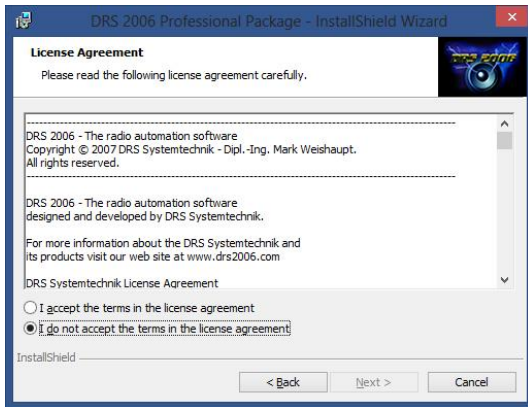 DRS 2006 Professional Package - InstallShield Wizard
License Agreement
Please read the following license agreement carefully.
DRS 2006
--------------------------------------------------------------------------------
DRS 2006 - The radio automation software
Copyright © 2007 DRS Systemtechnik - Dipl.-Ing. Mark Weishaupt.
All rights reserved.
--------------------------------------------------------------------------------
DRS 2006 - The radio automation software
designed and developed by DRS Systemtechnik.
For more information about the DRS Systemtechnik and
its products visit our web site at www.drs2006.com
DRS Systemtechnik License Agreement
I accept the terms in the license agreement
I do not accept the terms in the license agreement
InstallShield
< Back
Next >
Cancel